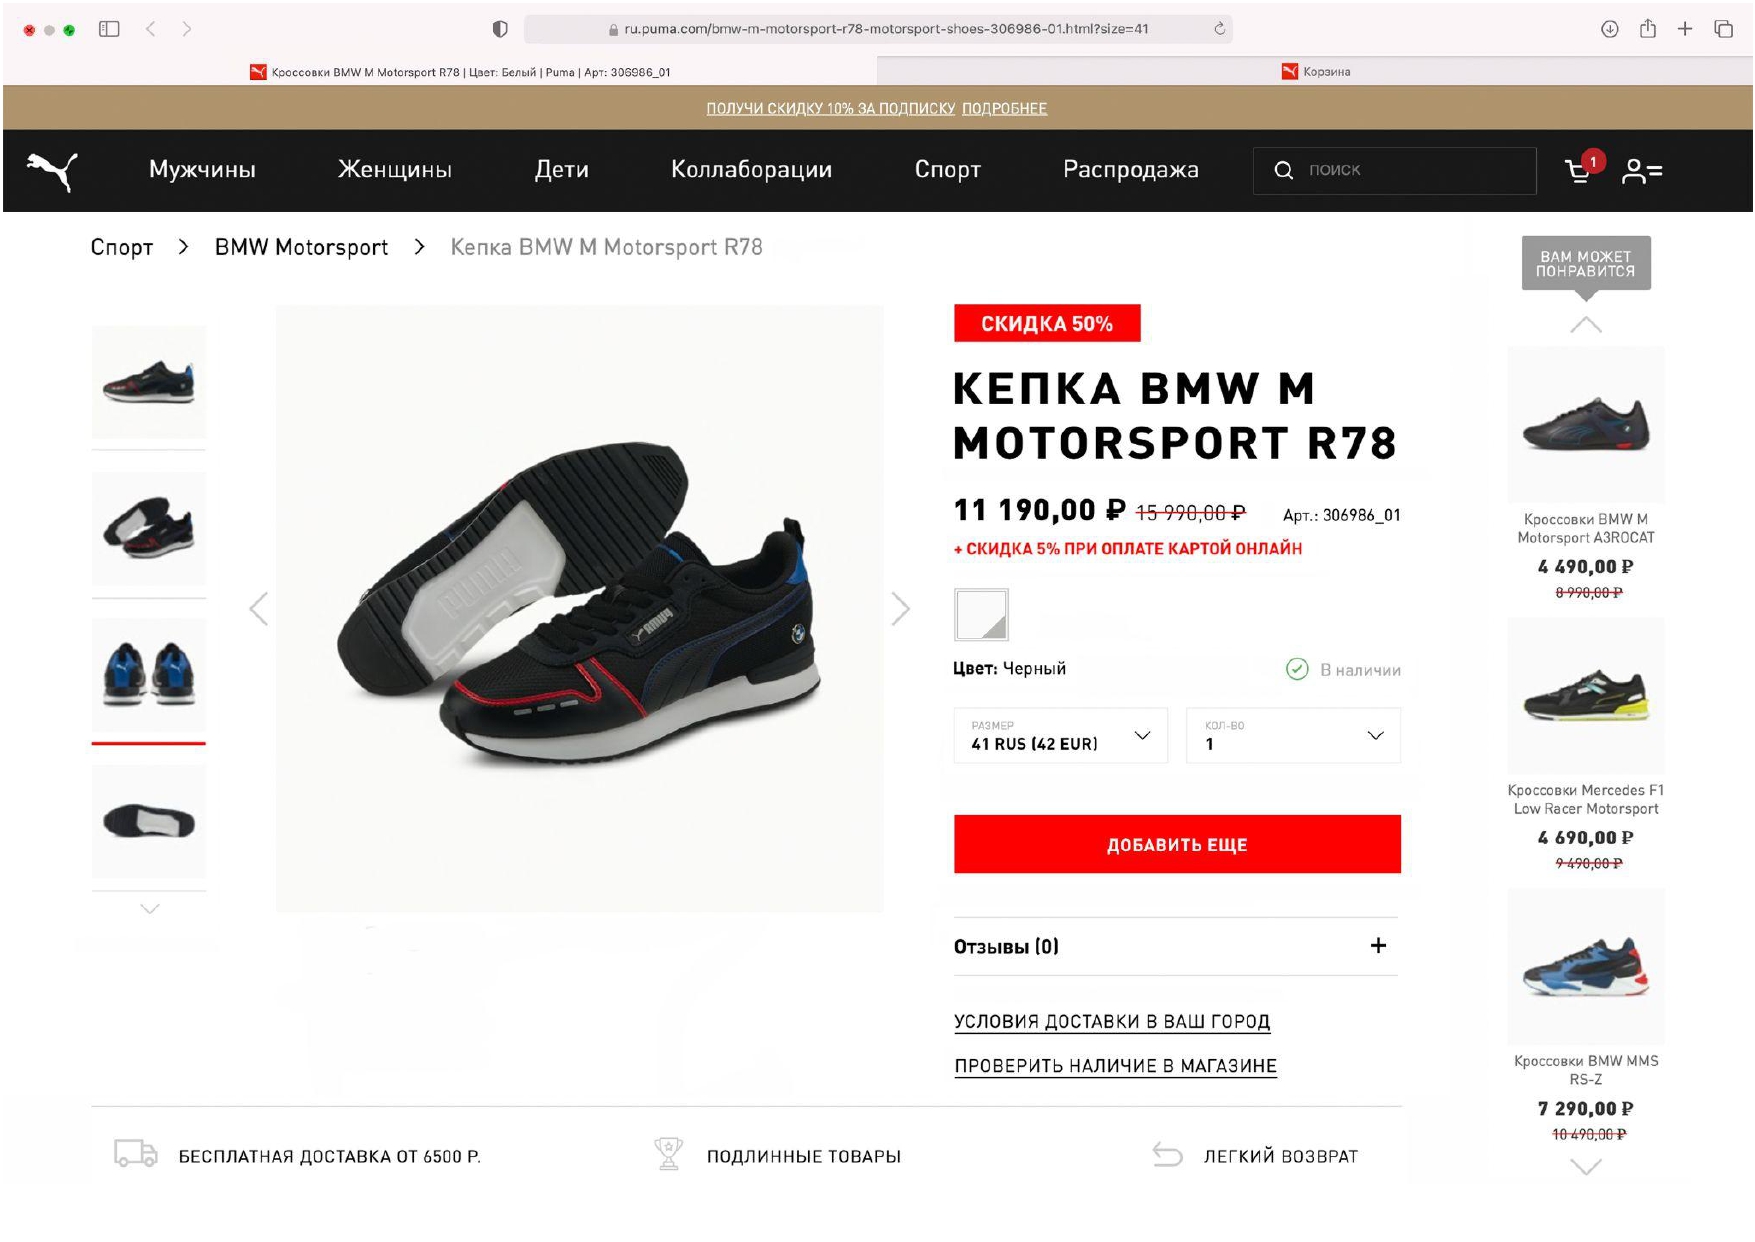 ru.puma.com/bmw-m-motorsport-r78-motorsport-shoes-306986-01.html?size=41
Кроссовки BMW M Motorsport R78 | Цвет: Белый | Puma | Арт: 306986_01
Корзина
ПОЛУЧИ СКИДКУ 10% ЗА ПОДПИСКУ ПОДРОБНЕЕ
Мужчины Женщины Дети Коллаборации Спорт Распродажа ПОИСК 1
Спорт > BMW Motorsport > Кепка BMW M Motorsport R78
СКИДКА 50%
КЕПКА BMW M
MOTORSPORT R78
11 190,00 ₽ 15 990,00 ₽ Арт.: 306986_01
+ СКИДКА 5% ПРИ ОПЛАТЕ КАРТОЙ ОНЛАЙН
Цвет: Черный
В наличии
РАЗМЕР
41 RUS (42 EUR)
КОЛ-ВО
1
ДОБАВИТЬ ЕЩЕ
Отзывы (0) +
УСЛОВИЯ ДОСТАВКИ В ВАШ ГОРОД
ПРОВЕРИТЬ НАЛИЧИЕ В МАГАЗИНЕ
PUMA
PUMA
ВАМ МОЖЕТ
ПОНРАВИТСЯ
Кроссовки BMW M
Motorsport A3ROCAT
4 490,00 ₽
8 990,00 ₽
Кроссовки Mercedes F1
Low Racer Motorsport
4 690,00 ₽
9 490,00 ₽
Кроссовки BMW MMS
RS-Z
7 290,00 ₽
10 490,00 ₽
БЕСПЛАТНАЯ ДОСТАВКА ОТ 6500 Р.
ПОДЛИННЫЕ ТОВАРЫ
ЛЕГКИЙ ВОЗВРАТ